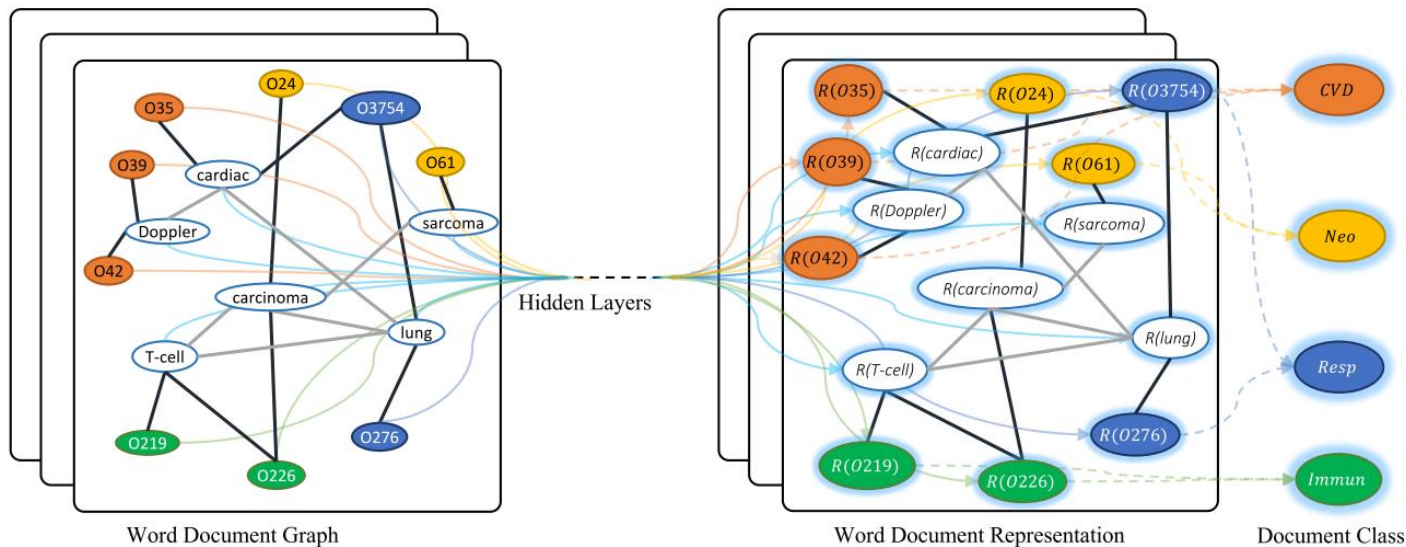 O24
O35
O3754
O39
O61
cardiac
Doppler
sarcoma
O42
carcinoma
lung
T-cell
O219
O276
O226
Word Document Graph
Hidden Layers
R(O35)
R(O24)
R(O3754)
R(O39)
R(cardiac)
R(O61)
R(Doppler)
R(sarcoma)
R(O42)
R(carcinoma)
R(lung)
R(T-cell)
R(O276)
R(O219)
R(O226)
Word Document Representation
CVD
Neo
Resp
Immun
Document Class